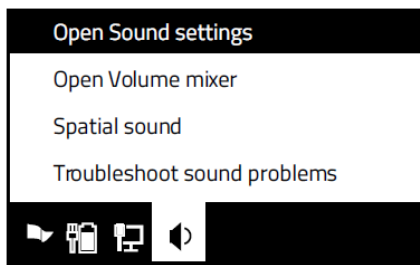 Open Sound settings
Open Volume mixer
Spatial sound
Troubleshoot sound problems